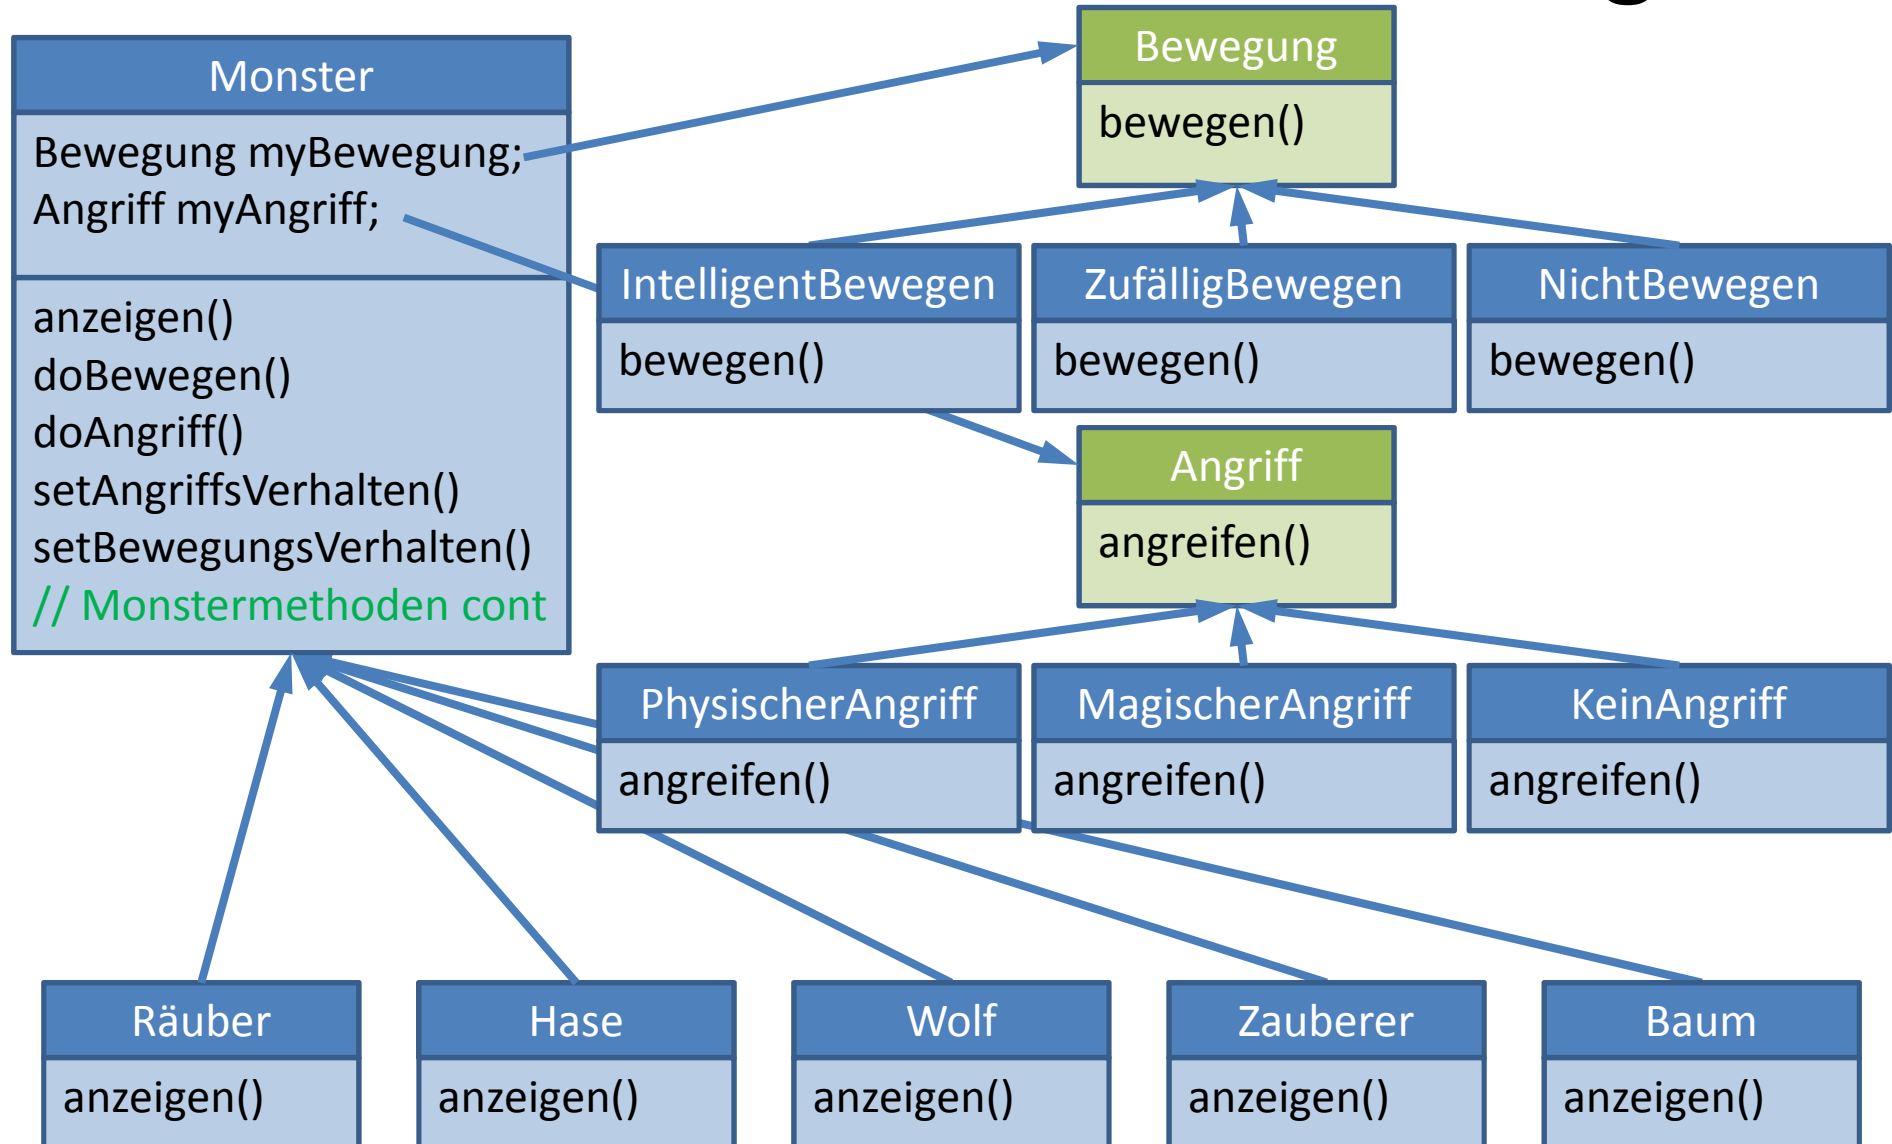 Monster
Bewegung myBewegung;
Angriff myAngriff;
anzeigen()
doBewegen()
doAngriff()
setAngriffsVerhalten()
setBewegungsVerhalten()
// Monstermethoden cont
Bewegung
bewegen()
IntelligentBewegen
bewegen()
ZufälligBewegen
bewegen()
NichtBewegen
bewegen()
Angriff
angreifen()
PhysischerAngriff
angreifen()
MagischerAngriff
angreifen()
KeinAngriff
angreifen()
Räuber
anzeigen()
Hase
anzeigen()
Wolf
anzeigen()
Zauberer
anzeigen()
Baum
anzeigen()